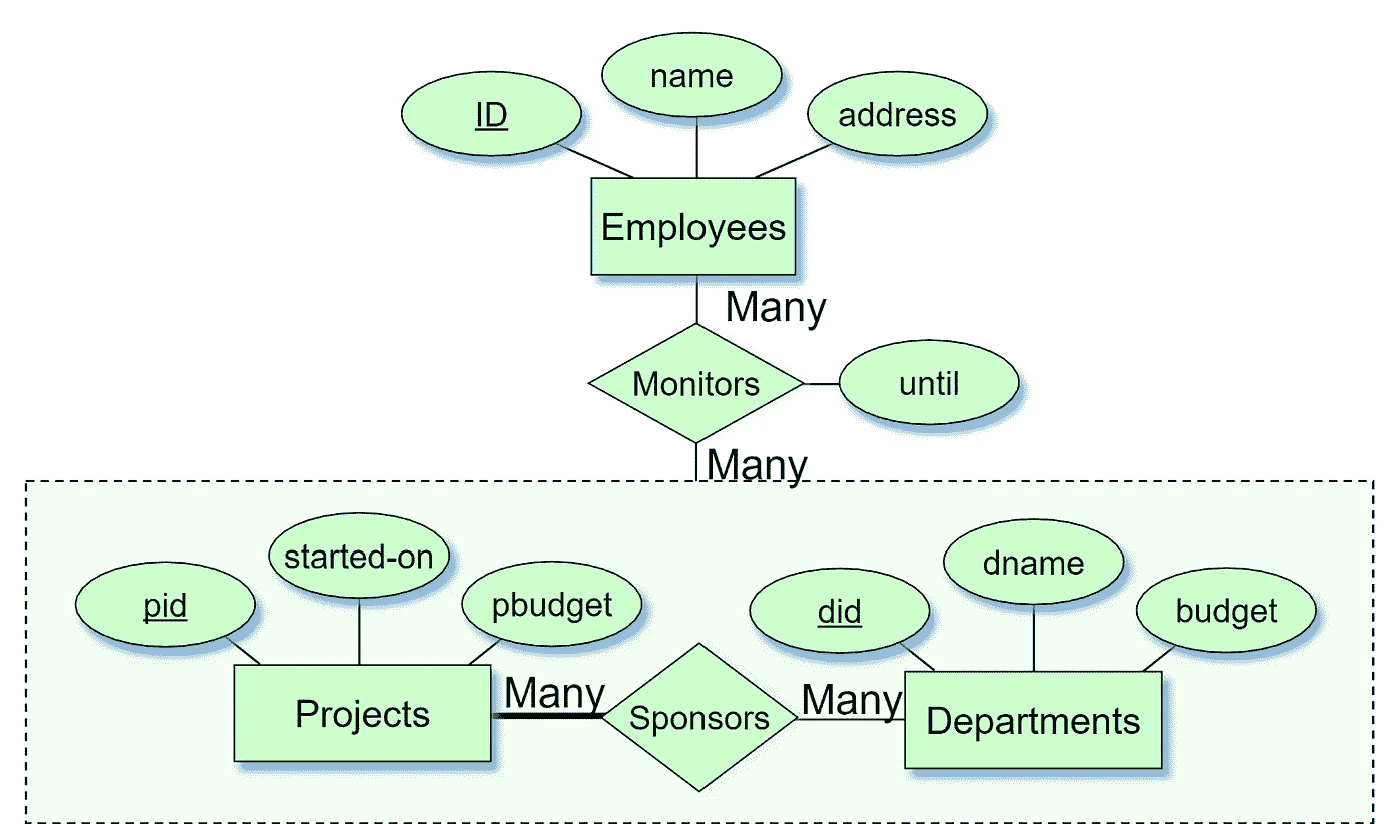 name
ID
address
Employees
Many
Monitors
until
Many
started-on
dname
pid
pbudget
did
budget
Many
Many
Projects
Sponsors
Departments